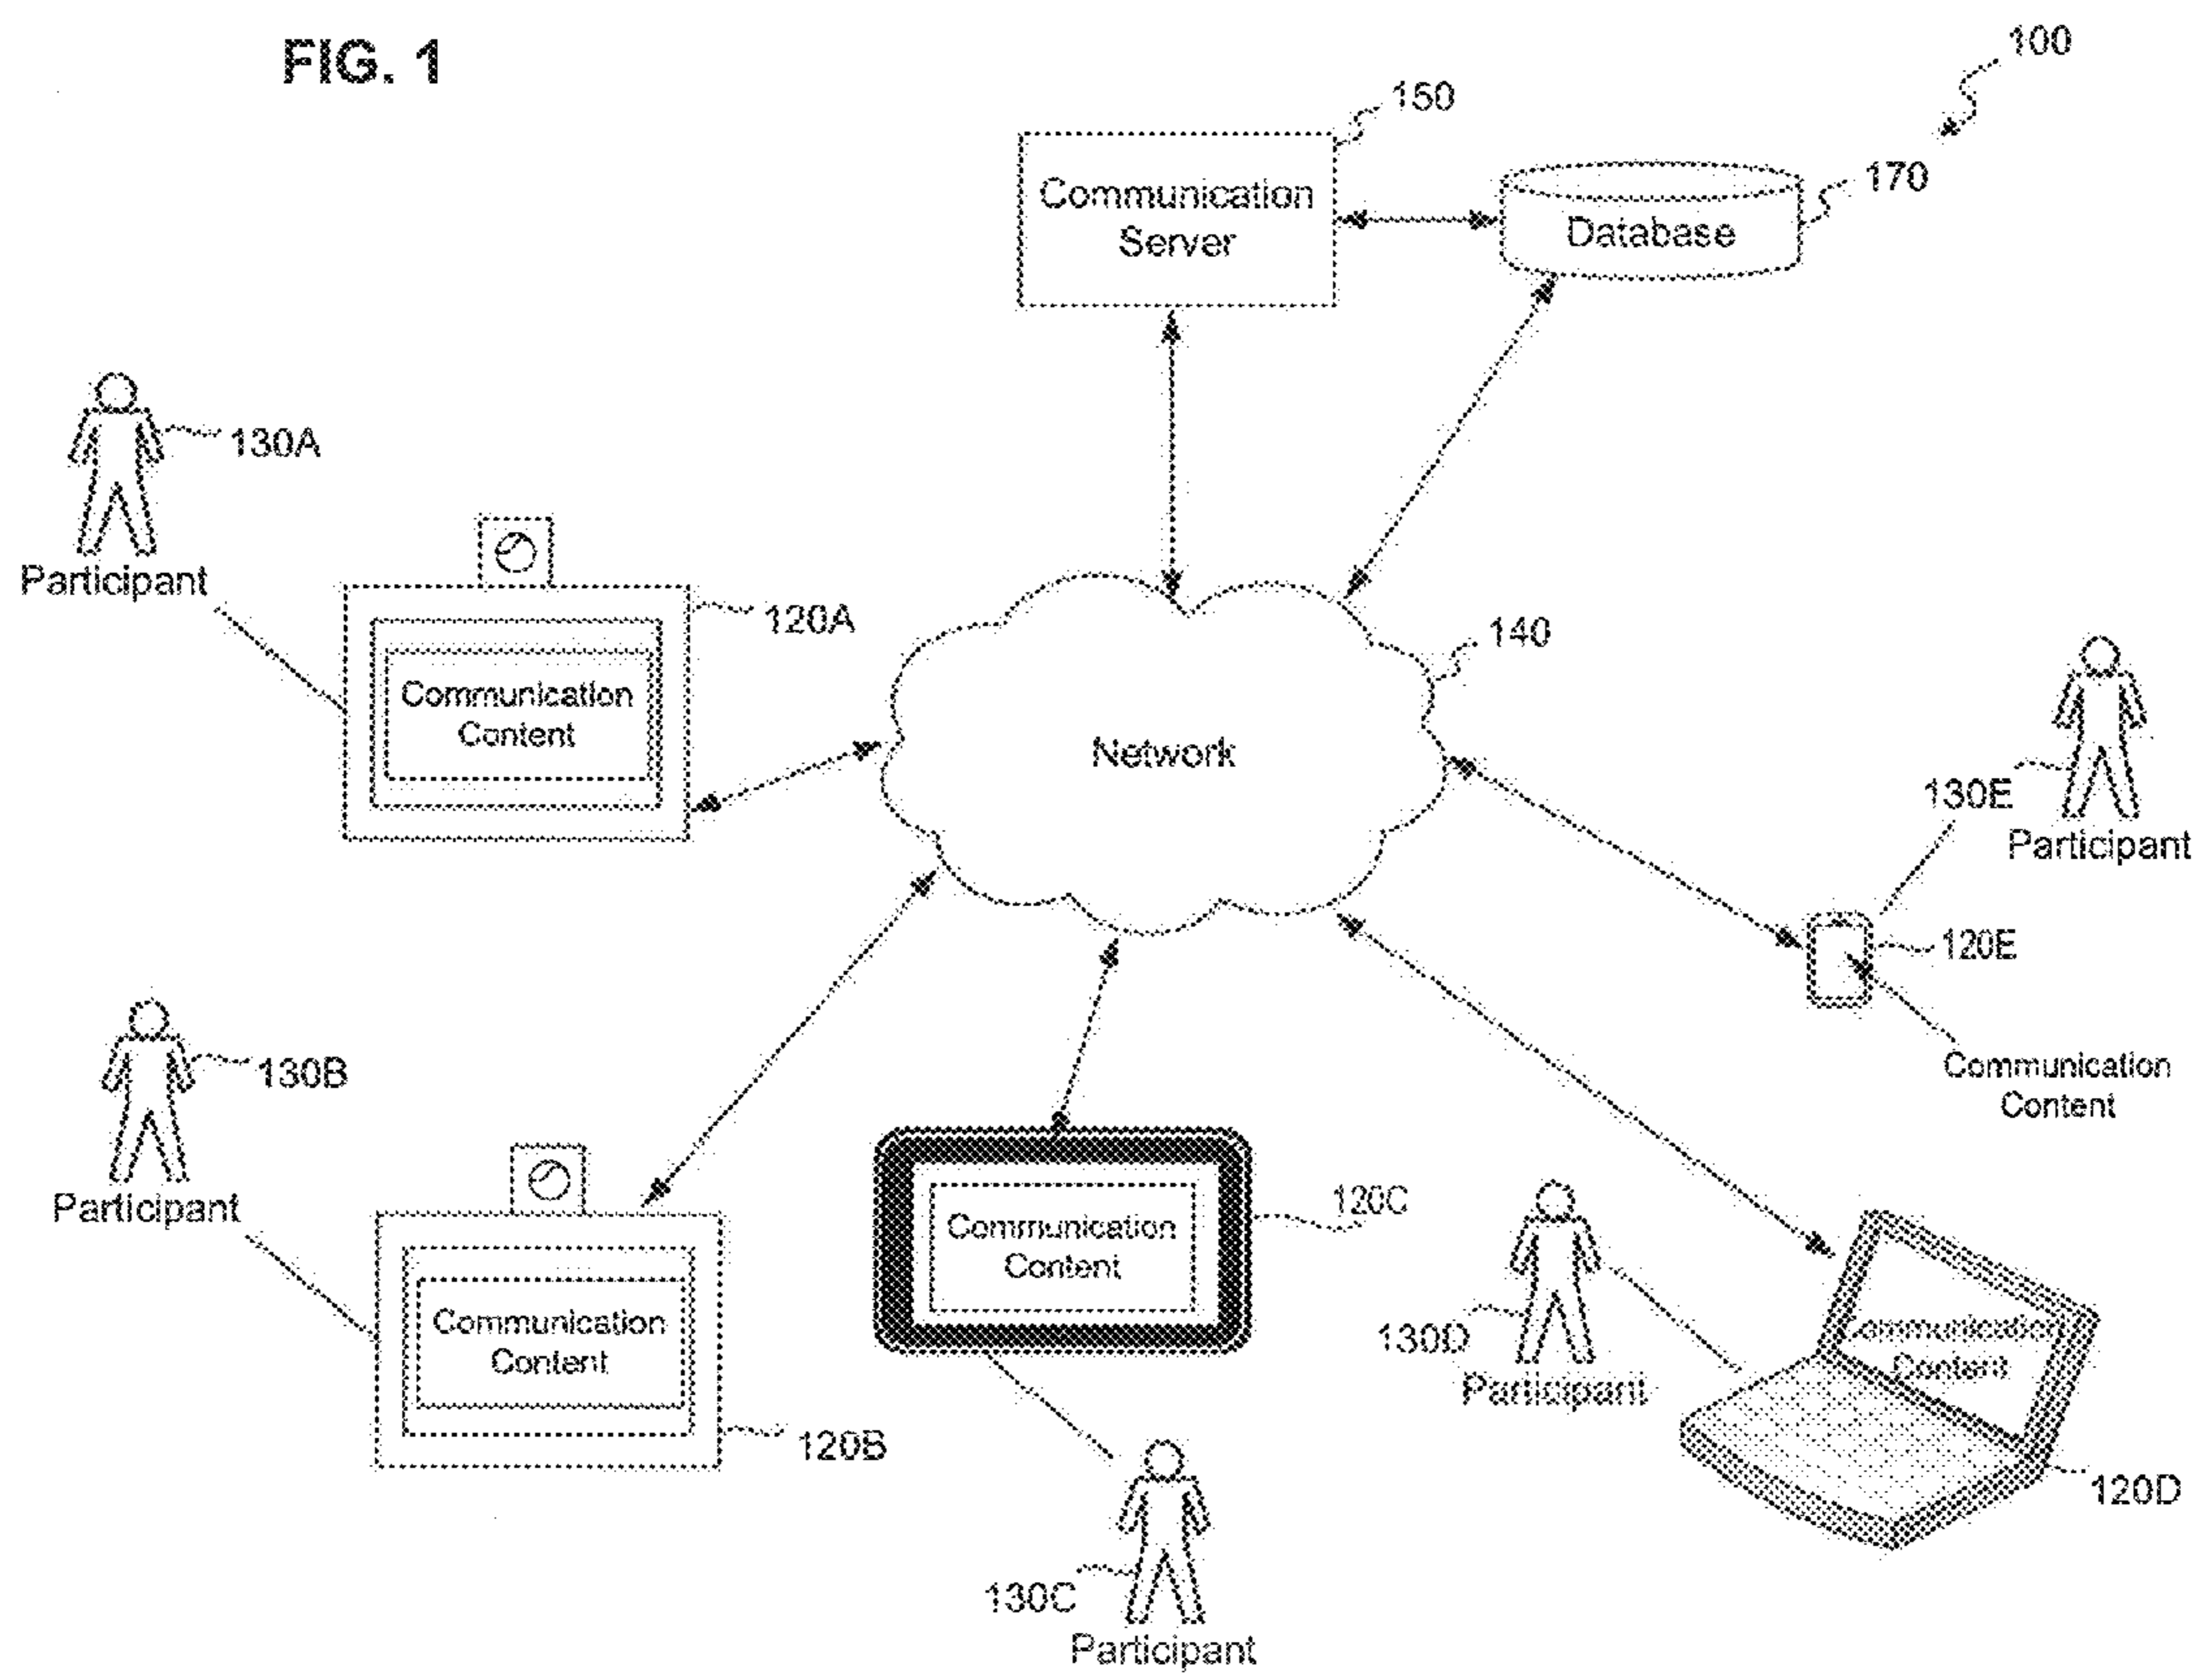 FIG. 1
100
150
Communication
Server
170
Database
130A
Participant
120A
Communication
Content
140
Network
130E
Participant
120E
Communication
Content
130B
Participant
Communication
Content
120B
120C
Communication
Content
130D
Participant
Communication
Content
120D
130C
Participant